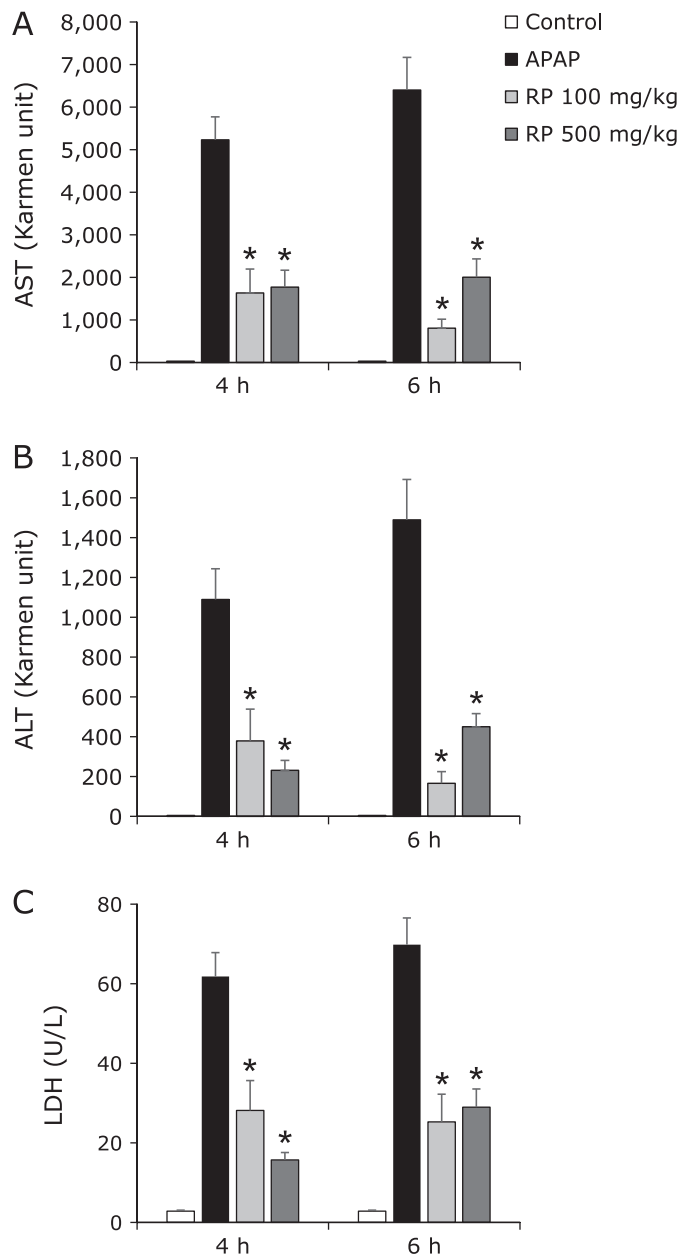 A
Control
APAP
RP 100 mg/kg
RP 500 mg/kg
AST (Karmen unit)
8,000
7,000
6,000
5,000
4,000
3,000
2,000
1,000
0
* * * *
4 h 6 h
B
ALT (Karmen unit)
1,800
1,600
1,400
1,200
1,000
800
600
400
200
0
* * * *
4 h 6 h
C
LDH (U/L)
80
60
40
20
0
* * * *
4 h 6 h